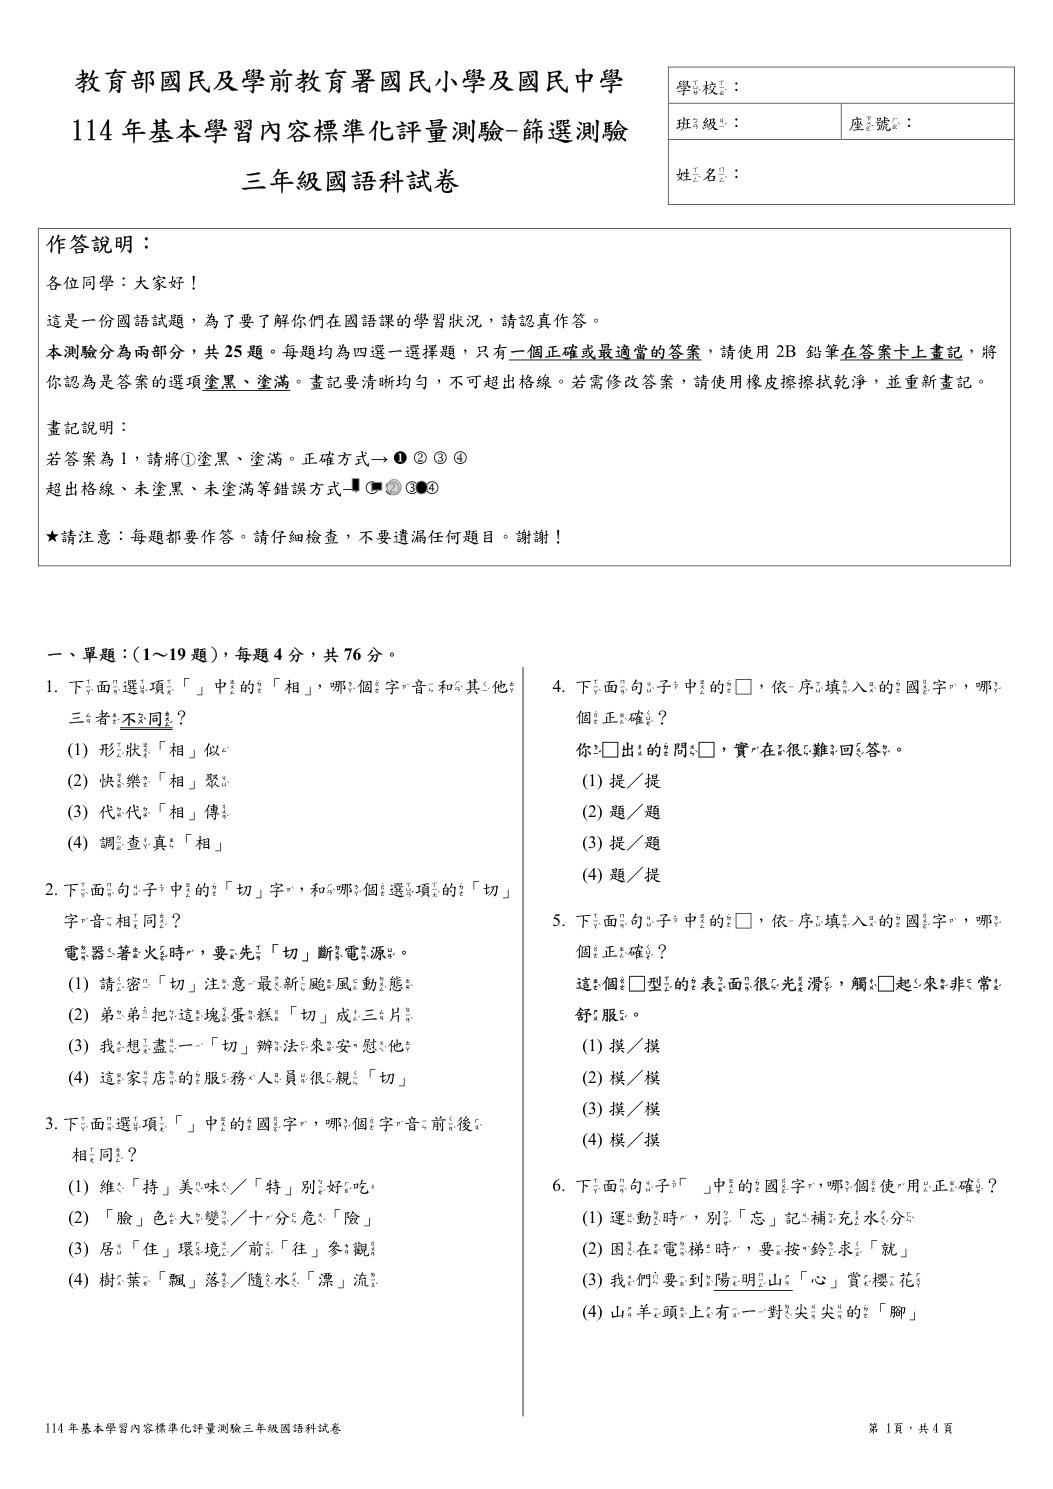 教育部國民及學前教育署國民小學及國民中學
114 年基本學習內容標準化評量測驗-篩選測驗
三年級國語科試卷
學校：
班級：
座號：
姓名：
作答說明：
各位同學：大家好！
這是一份國語試題，為了要了解你們在國語課的學習狀況，請認真作答。
本測驗分為兩部分，共 25 題。每題均為四選一選擇題，只有一個正確或最適當的答案，請使用 2B 鉛筆在答案卡上畫記，將
你認為是答案的選項塗黑、塗滿。畫記要清晰均勻，不可超出格線。若需修改答案，請使用橡皮擦擦拭乾淨，並重新畫記。
畫記說明：
若答案為 1，請將①塗黑、塗滿。正確方式→ ❶ ② ③ ④
超出格線、未塗黑、未塗滿等錯誤方式→ ② ③●④
★請注意：每題都要作答。請仔細檢查，不要遺漏任何題目。謝謝！
一、單題：（1～19 題），每題 4 分，共 76 分。
1. 下面選項「 」中的「相」，哪個字音和其他
三者不同？
(1) 形狀「相」似
(2) 快樂「相」聚
(3) 代代「相」傳
(4) 調查真「相」
2. 下面句子中的「切」字，和哪個選項的「切」
字音相同？
電器著火時，要先「切」斷電源。
(1) 請密「切」注意最新颱風動態
(2) 弟弟把這塊蛋糕「切」成三片
(3) 我想盡一「切」辦法來安慰他
(4) 這家店的服務人員很親「切」
3. 下面選項「 」中的國字，哪個字音前後
相同？
(1) 維「持」美味／「特」別好吃
(2) 「臉」色大變／十分危「險」
(3) 居「住」環境／前「往」參觀
(4) 樹葉「飄」落／隨水「漂」流
4. 下面句子中的□，依序填入的國字，哪
個正確？
你□出的問□，實在很難回答。
(1) 提／提
(2) 題／題
(3) 提／題
(4) 題／提
5. 下面句子中的□，依序填入的國字，哪
個正確？
這個□型的表面很光滑，觸□起來非常
舒服。
(1) 摸／摸
(2) 模／模
(3) 摸／模
(4) 模／摸
6. 下面句子「 」中的國字，哪個使用正確？
(1) 運動時，別「忘」記補充水分
(2) 困在電梯時，要按鈴求「就」
(3) 我們要到陽明山「心」賞櫻花
(4) 山羊頭上有一對尖尖的「腳」
114 年基本學習內容標準化評量測驗三年級國語科試卷
第 1頁，共 4 頁